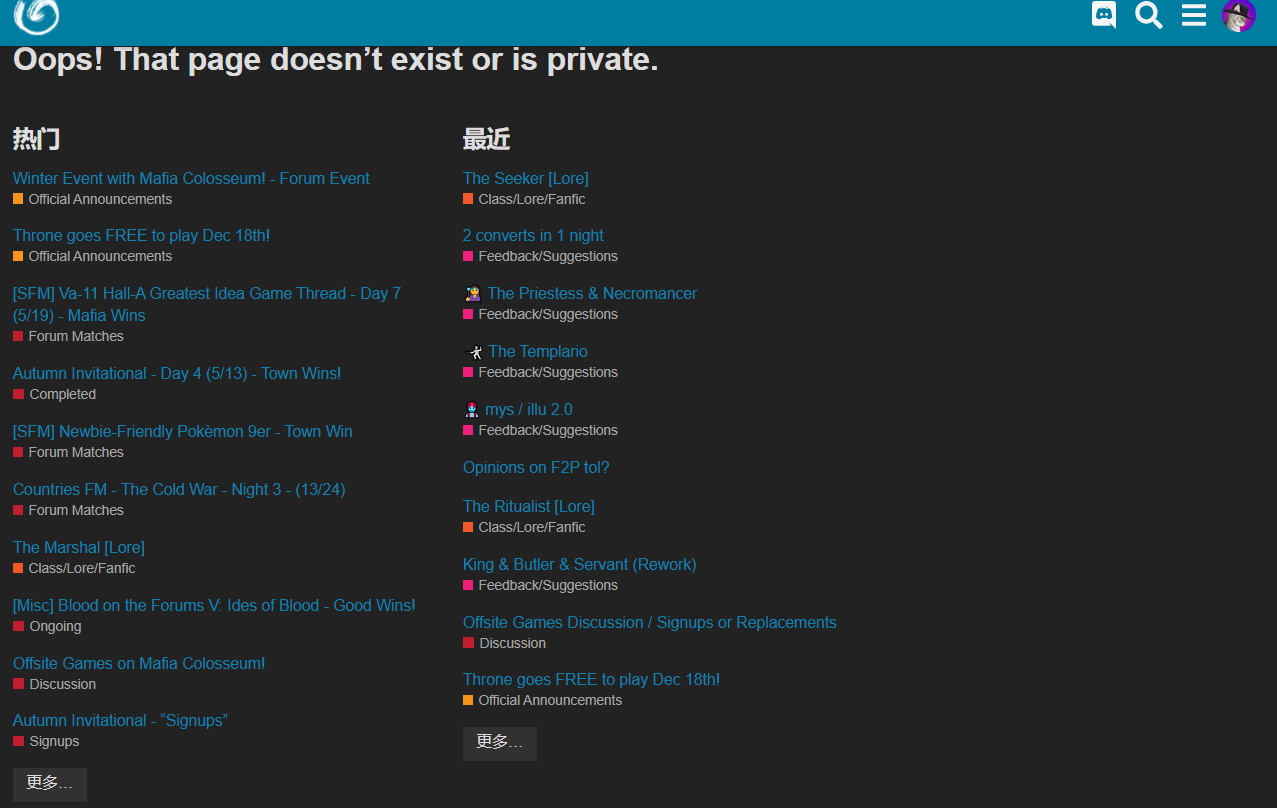 Oops! That page doesn’t exist or is private.
热门
Winter Event with Mafia Colosseum! - Forum Event
Official Announcements
Throne goes FREE to play Dec 18th!
Official Announcements
[SFM] Va-11 Hall-A Greatest Idea Game Thread - Day 7
(5/19) - Mafia Wins
Forum Matches
Autumn Invitational - Day 4 (5/13) - Town Wins!
Completed
[SFM] Newbie-Friendly Pokèmon 9er - Town Win
Forum Matches
Countries FM - The Cold War - Night 3 - (13/24)
Forum Matches
The Marshal [Lore]
Class/Lore/Fanfic
[Misc] Blood on the Forums V: Ides of Blood - Good Wins!
Ongoing
Offsite Games on Mafia Colosseum!
Discussion
Autumn Invitational - “Signups”
Signups
更多…
最近
The Seeker [Lore]
Class/Lore/Fanfic
2 converts in 1 night
Feedback/Suggestions
The Priestess & Necromancer
Feedback/Suggestions
The Templario
Feedback/Suggestions
mys / illu 2.0
Feedback/Suggestions
Opinions on F2P tol?
The Ritualist [Lore]
Class/Lore/Fanfic
King & Butler & Servant (Rework)
Feedback/Suggestions
Offsite Games Discussion / Signups or Replacements
Discussion
Throne goes FREE to play Dec 18th!
Official Announcements
更多…